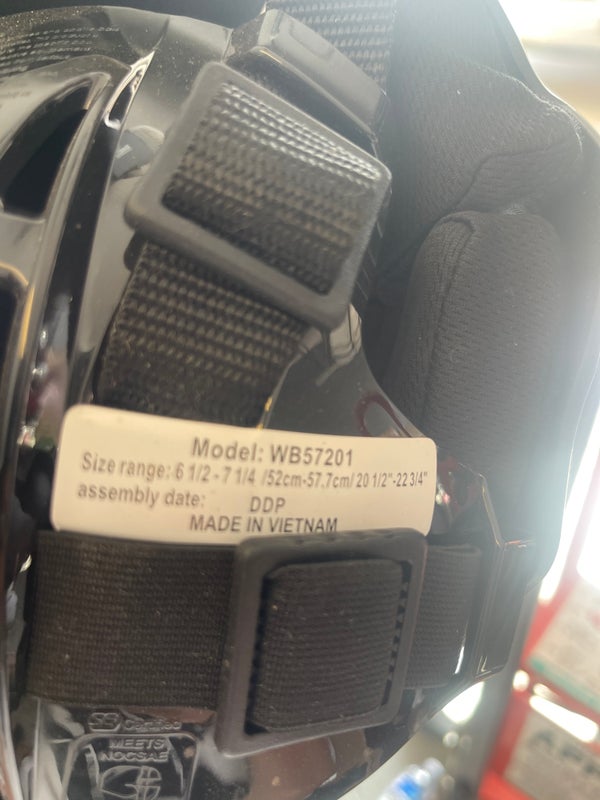 Model: WB57201
Size range: 6 1/2 - 7 1/4 /52cm-57.7cm/ 20 1/2"-22 3/4"
assembly date: DDP
MADE IN VIETNAM
Certified
MEETS
NOCSAE